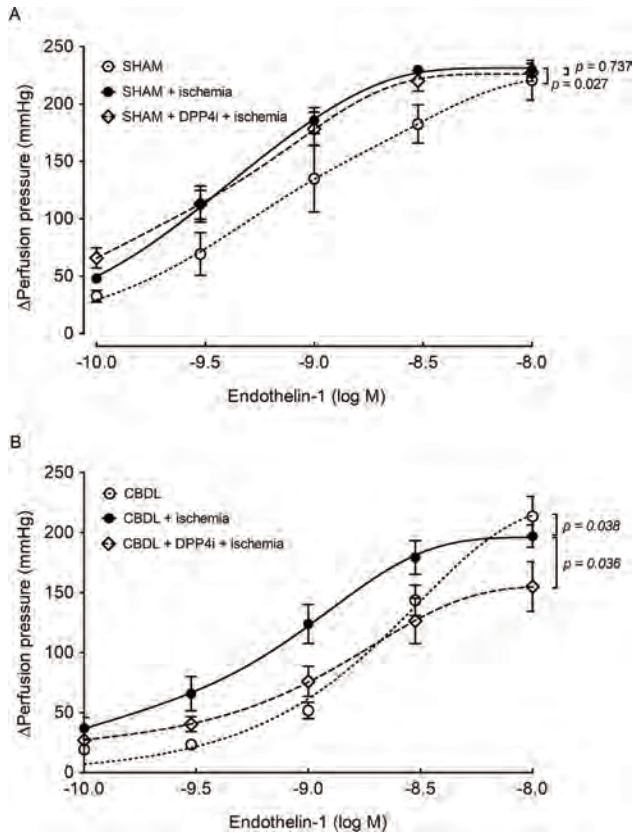 A
250
SHAM
SHAM + ischemia
SHAM + DPP4i + ischemia
200
150
100
50
0
ΔPerfusion pressure (mmHg)
p = 0.737
p = 0.027
-10.0 -9.5 -9.0 -8.5 -8.0
Endothelin-1 (log M)
B
250
CBDL
CBDL + ischemia
CBDL + DPP4i + ischemia
200
150
100
50
0
ΔPerfusion pressure (mmHg)
p = 0.038
p = 0.036
-10.0 -9.5 -9.0 -8.5 -8.0
Endothelin-1 (log M)